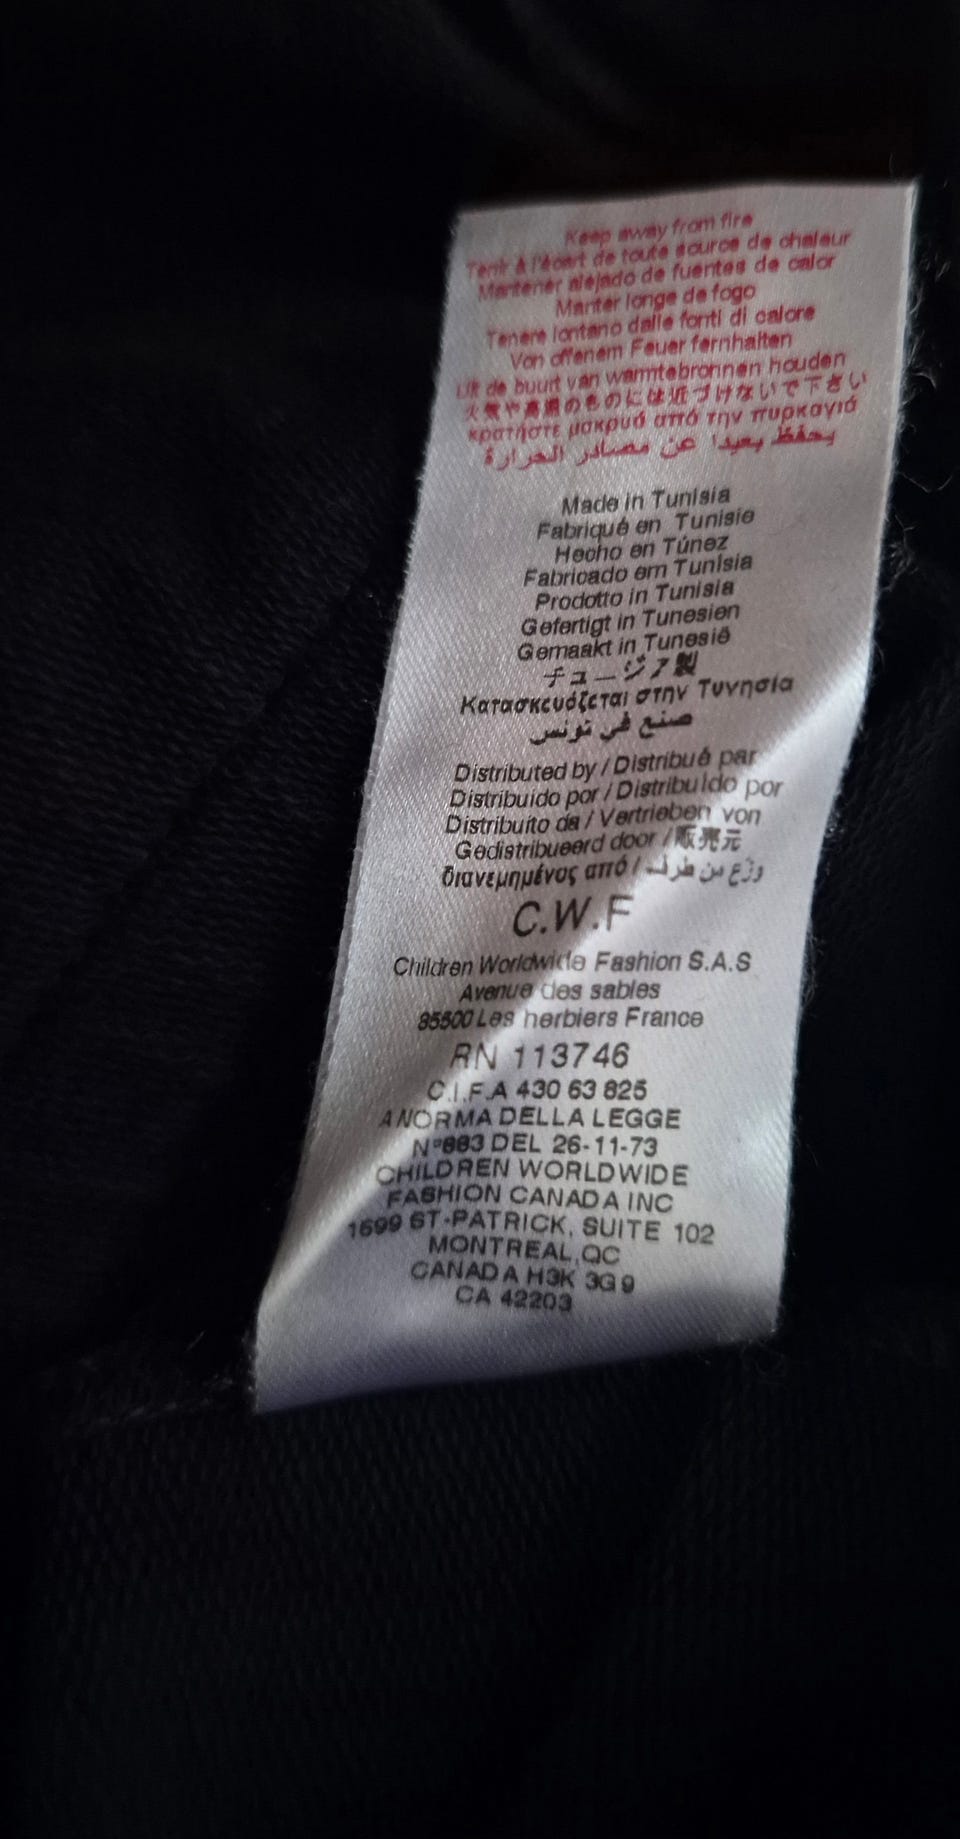 Keep away from fire
Tenir à l'écart de toute source de chaleur
Mantener alejado de fuentes de calor
Manter longe de fogo
Tenere lontano dalle fonti di calore
Von offenem Feuer fernhalten
Uit de buurt van warmtebronnen houden
火気や高温のものには近づけないで下さい
κρατήστε μακρυά από την πυρκαγιά
يحفظ بعيدا عن مصادر الحرارة
Made in Tunisia
Fabriqué en Tunisie
Hecho en Túnez
Fabricado em Tunísia
Prodotto in Tunisia
Gefertigt in Tunesien
Gemaakt in Tunesië
チュージア製
Κατασκευάζεται στην Τυνησία
صنع في تونس
Distributed by / Distribué par
Distribuido por / Distribuído por
Distribuito da / Vertrieben von
Gedistribueerd door / 販売元
διανεμημένος από / وزّع من طرف
C.W.F
Children Worldwide Fashion S.A.S
Avenue des sables
85500 Les herbiers France
RN 113746
C.I.F.A 430 63 825
A NORMA DELLA LEGGE
N°883 DEL 26-11-73
CHILDREN WORLDWIDE
FASHION CANADA INC
1699 ST-PATRICK, SUITE 102
MONTREAL, QC
CANADA H3K 3G9
CA 42203